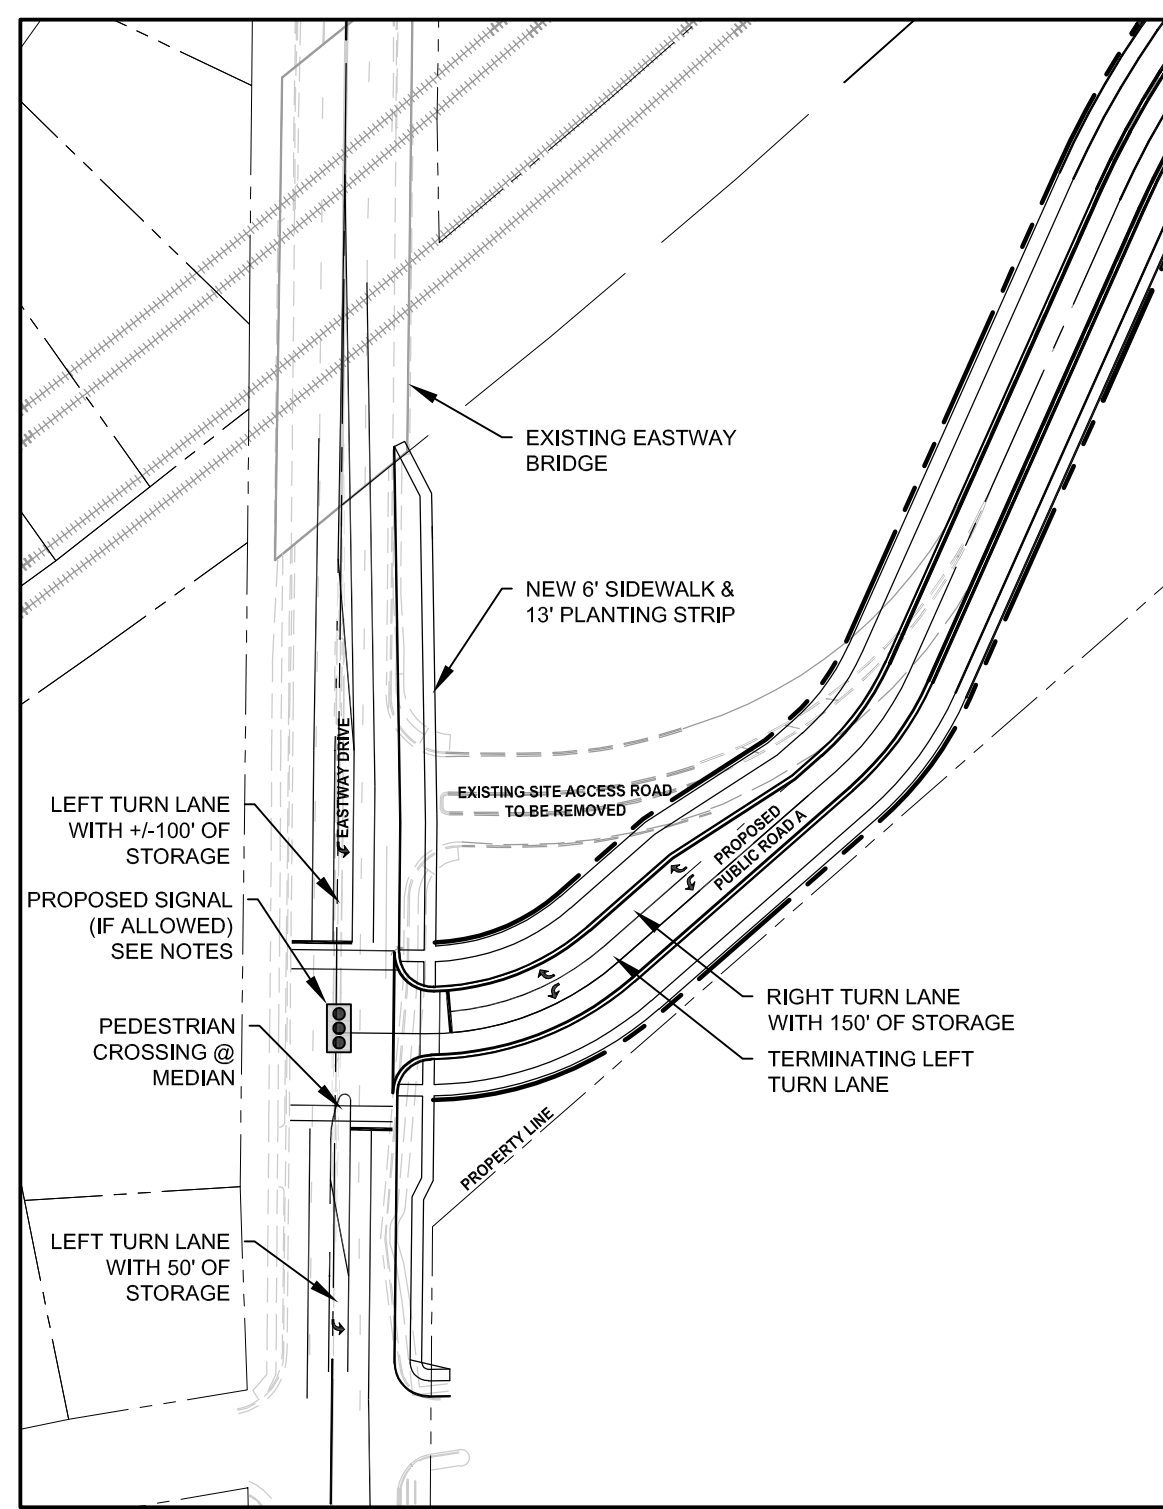 EXISTING EASTWAY
BRIDGE
NEW 6' SIDEWALK &
13' PLANTING STRIP
EASTWAY DRIVE
EXISTING SITE ACCESS ROAD
TO BE REMOVED
LEFT TURN LANE
WITH +/-100' OF
STORAGE
PROPOSED
PUBLIC ROAD A
PROPOSED SIGNAL
(IF ALLOWED)
SEE NOTES
RIGHT TURN LANE
WITH 150' OF STORAGE
PEDESTRIAN
CROSSING @
MEDIAN
TERMINATING LEFT
TURN LANE
PROPERTY LINE
LEFT TURN LANE
WITH 50' OF
STORAGE